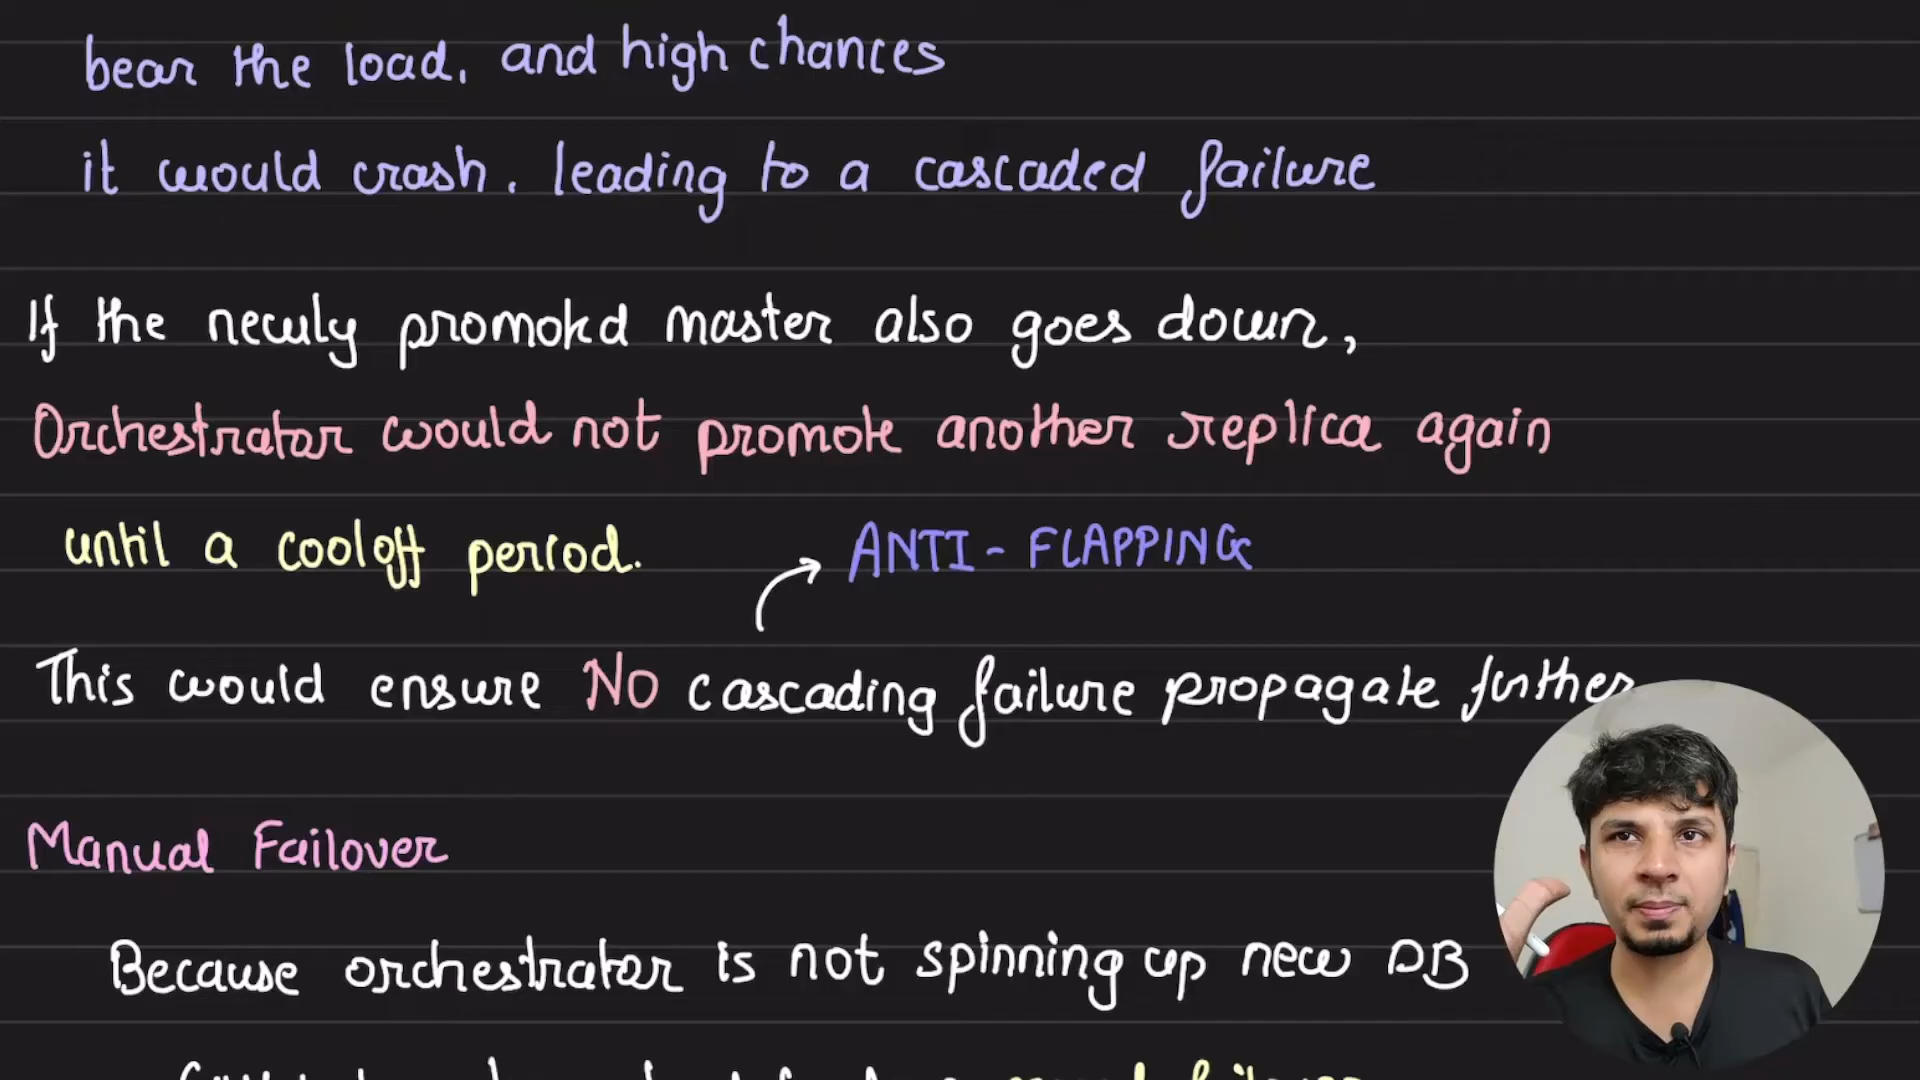 bear the load, and high chances
it would crash. leading to a cascaded failure
If the newly promoted master also goes down,
Orchestrator would not promote another replica again
until a cooloff period.
ANTI - FLAPPING
This would ensure NO cascading failure propagate further
Manual Failover
Because orchestrator is not spinning up new DB